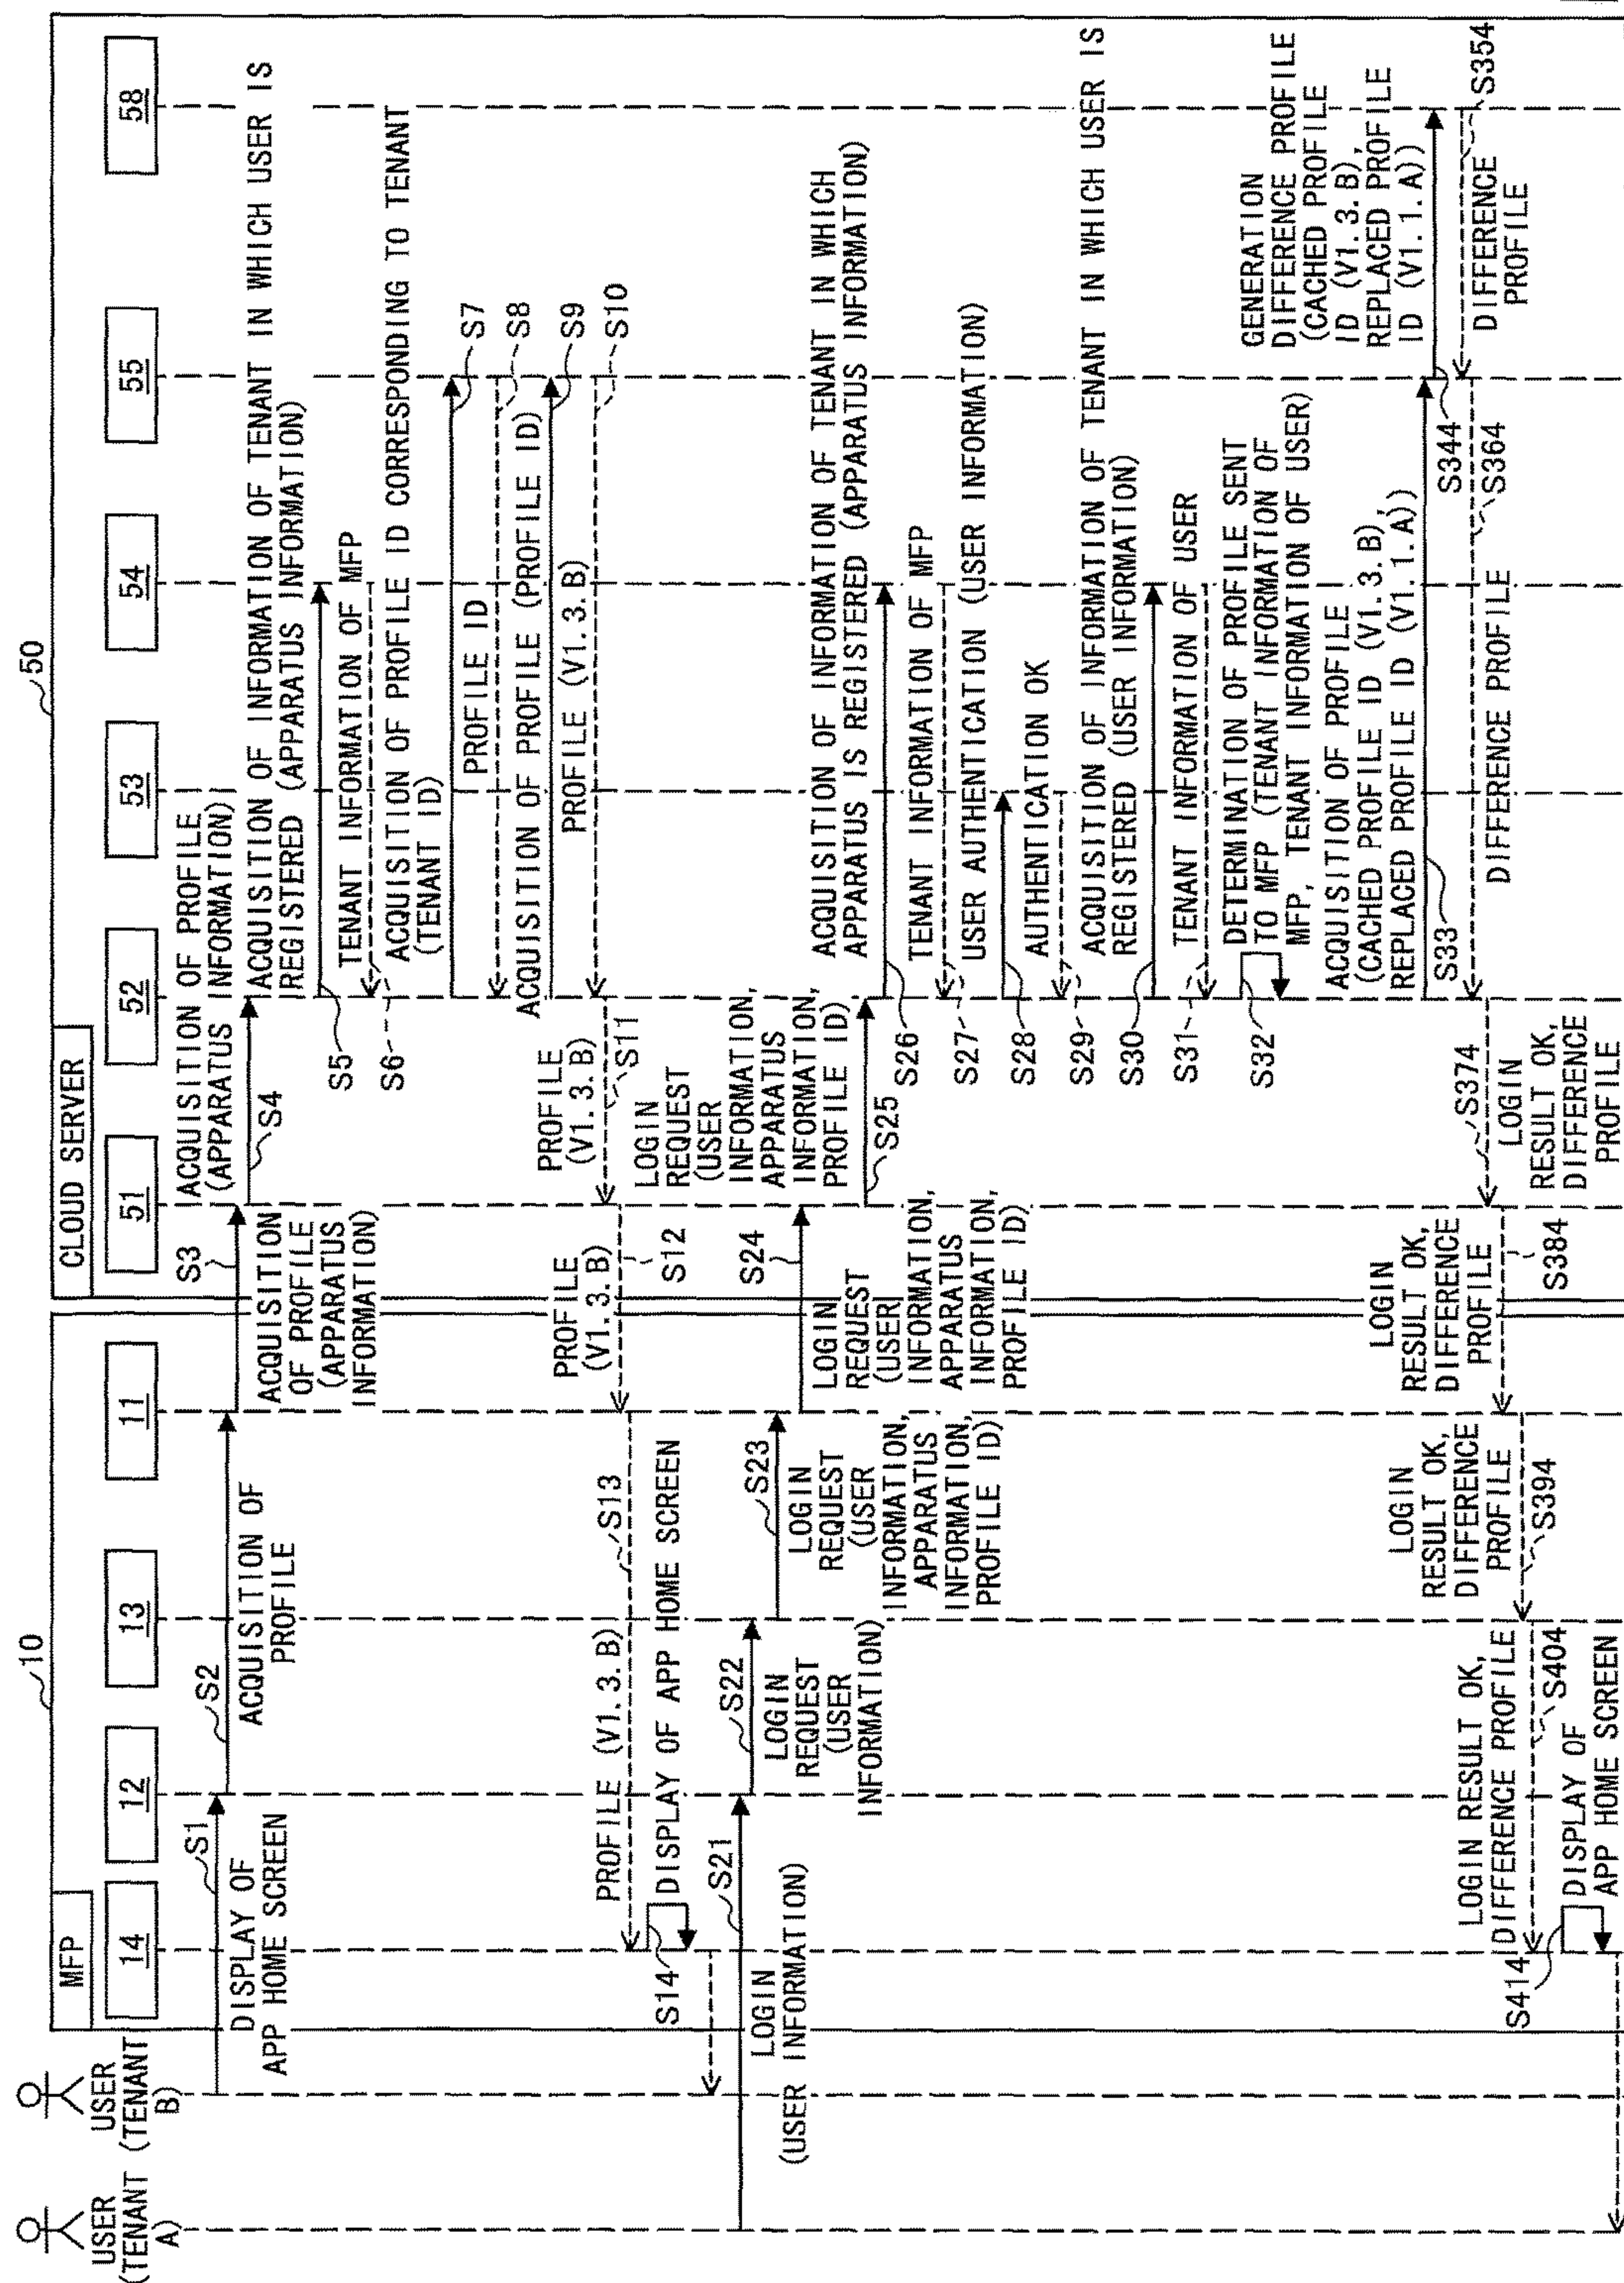 10
50
MFP
CLOUD SERVER
USER
(TENANT
A)
USER
(TENANT
B)
14
12
13
11
51
52
53
54
55
58
S1
DISPLAY OF
APP HOME SCREEN
S2
ACQUISITION OF
PROFILE
S3
ACQUISITION
OF PROFILE
(APPARATUS
INFORMATION)
ACQUISITION OF PROFILE
(APPARATUS INFORMATION)
S4
ACQUISITION OF INFORMATION OF TENANT IN WHICH USER IS
REGISTERED (APPARATUS INFORMATION)
S5
TENANT INFORMATION OF MFP
S6
ACQUISITION OF PROFILE ID CORRESPONDING TO TENANT
(TENANT ID)
S7
PROFILE ID
S8
ACQUISITION OF PROFILE (PROFILE ID)
S9
PROFILE (V1.3.B)
S10
PROFILE
(V1.3.B)
S11
PROFILE
(V1.3.B)
S12
S13
PROFILE (V1.3.B)
DISPLAY OF APP HOME SCREEN
S14
S21
LOGIN
(USER INFORMATION)
S22
LOGIN
REQUEST
(USER
INFORMATION)
S23
LOGIN
REQUEST
(USER
INFORMATION,
APPARATUS
INFORMATION,
PROFILE ID)
S24
LOGIN
REQUEST
(USER
INFORMATION,
APPARATUS
INFORMATION,
PROFILE ID)
LOGIN
REQUEST
(USER
INFORMATION,
APPARATUS
INFORMATION,
PROFILE ID)
S25
ACQUISITION OF INFORMATION OF TENANT IN WHICH
APPARATUS IS REGISTERED (APPARATUS INFORMATION)
S26
TENANT INFORMATION OF MFP
S27
USER AUTHENTICATION (USER INFORMATION)
S28
AUTHENTICATION OK
S29
ACQUISITION OF INFORMATION OF TENANT IN WHICH USER IS
REGISTERED (USER INFORMATION)
S30
TENANT INFORMATION OF USER
S31
DETERMINATION OF PROFILE SENT
TO MFP (TENANT INFORMATION OF
MFP, TENANT INFORMATION OF USER)
S32
ACQUISITION OF PROFILE
(CACHED PROFILE ID (V1.3.B),
REPLACED PROFILE ID (V1.1.A))
S33
GENERATION
DIFFERENCE PROFILE
(CACHED PROFILE
ID (V1.3.B),
REPLACED PROFILE
ID (V1.1.A))
S344
S354
DIFFERENCE
PROFILE
S364
DIFFERENCE PROFILE
S374
LOGIN
RESULT OK,
DIFFERENCE
PROFILE
LOGIN
RESULT OK,
DIFFERENCE
PROFILE
S384
LOGIN
RESULT OK,
DIFFERENCE
PROFILE
S394
LOGIN RESULT OK,
DIFFERENCE PROFILE
S404
S414
DISPLAY OF
APP HOME SCREEN